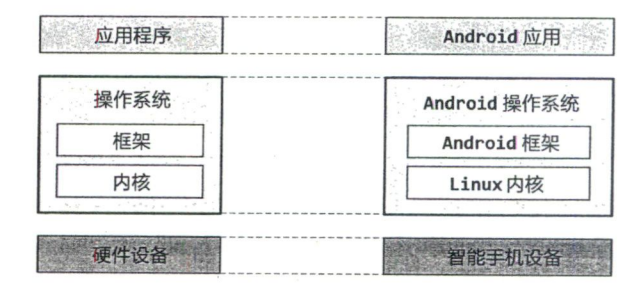 应用程序
Android 应用
操作系统
框架
内核
Android 操作系统
Android 框架
Linux 内核
硬件设备
智能手机设备